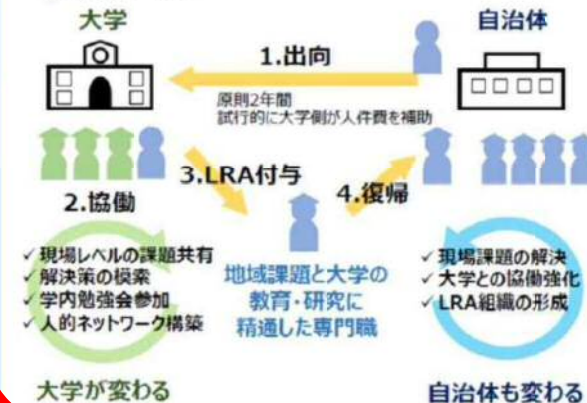 大学
自治体
1.出向
原則2年間
試行的に大学側が人件費を補助
3.LRA付与
4.復帰
2.協働
✓ 現場レベルの課題共有
✓ 解決策の模索
✓ 学内勉強会参加
✓ 人的ネットワーク構築
地域課題と大学の
教育・研究に
精通した専門職
✓ 現場課題の解決
✓ 大学との協働強化
✓ LRA組織の形成
大学が変わる
自治体も変わる